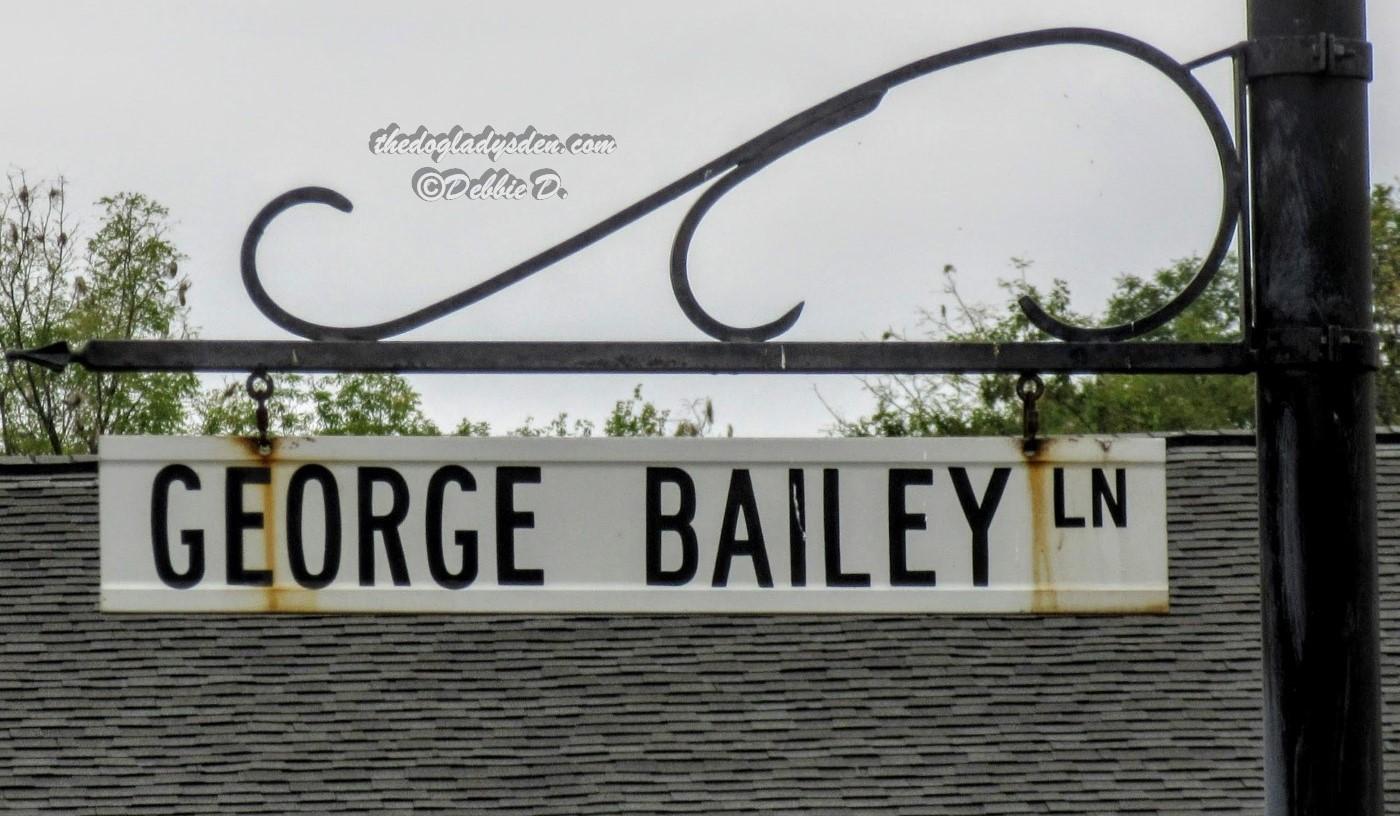 thedogladysden.com
©Debbie D.
GEORGE BAILEY LN